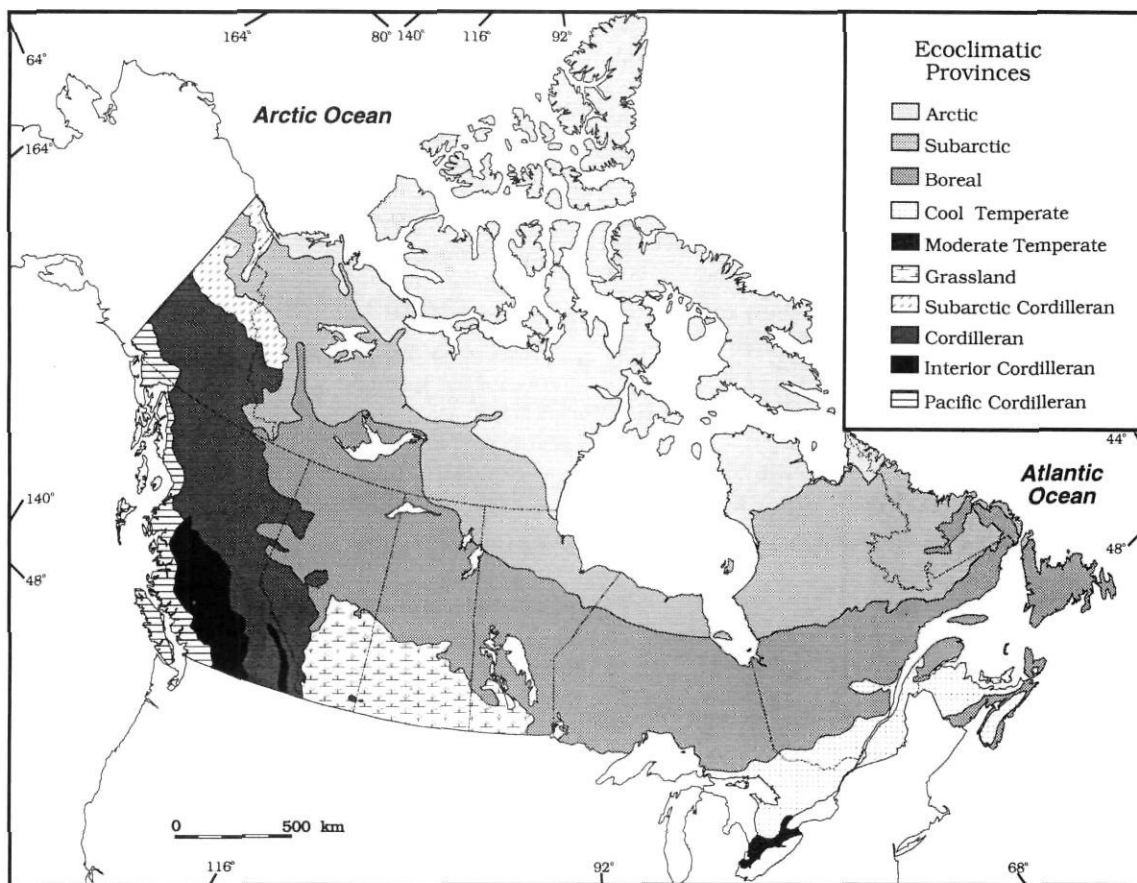 164°
80°
140°
116°
92°
64°
164°
Arctic Ocean
Ecoclimatic
Provinces
Arctic
Subarctic
Boreal
Cool Temperate
Moderate Temperate
Grassland
Subarctic Cordilleran
Cordilleran
Interior Cordilleran
Pacific Cordilleran
44°
Atlantic
Ocean
140°
48°
48°
0 500 km
116°
92°
68°